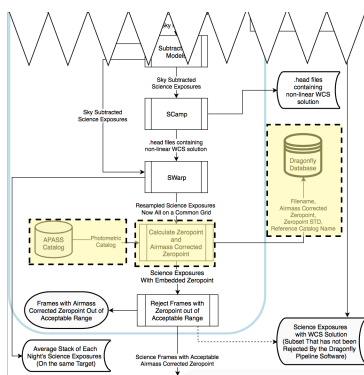 Sky
Subtract
Models
Sky Subtracted
Science Exposures
Sky Subtracted
Science Exposures
SCamp
.head files
containing
non-linear WCS
solution
.head files containing
non-linear WCS solution
SWarp
Resampled Science Exposures
Now All on a Common Grid
Dragonfly
Database
Filename,
Airmass Corrected
Zeropoint,
Zeropoint STD,
Reference Catalog Name
APASS
Catalog
Photometric
Catalog
Calculate Zeropoint
and
Airmass Corrected
Zeropoint
Science Exposures
With Embedded Zeropoint
Frames with Airmass
Corrected Zeropoint Out of
Acceptable Range
Reject Frames with
Zeropoint out of
Acceptable Range
Science Exposures
with WCS Solution
(Subset That has not been
Rejected By the Dragonfly
Pipeline Software)
Average Stack of Each
Night's Science Exposures
(On the same Target)
Science Frames with Acceptable
Airmass Corrected Zeropoint